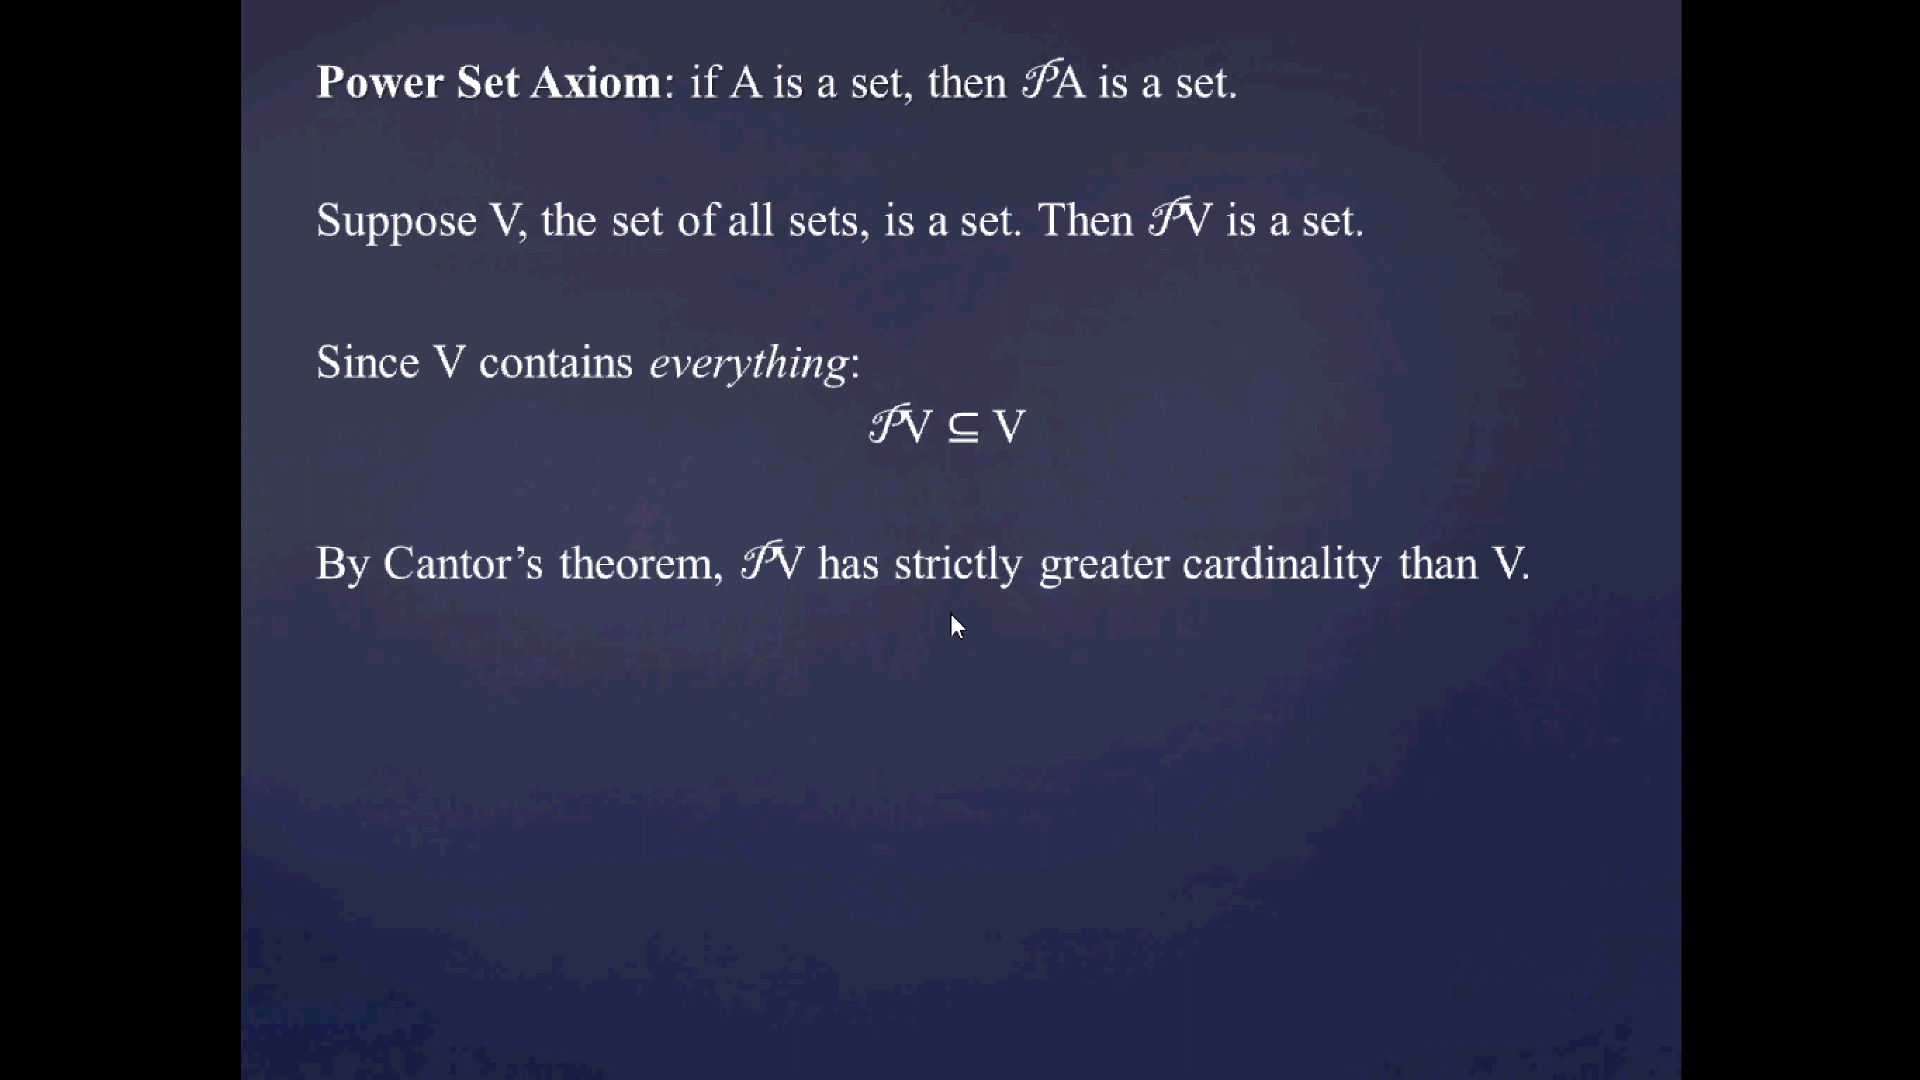 Power Set Axiom: if A is a set, then 𝒫A is a set.
Suppose V, the set of all sets, is a set. Then 𝒫V is a set.
Since V contains everything:
𝒫V ⊆ V
By Cantor’s theorem, 𝒫V has strictly greater cardinality than V.